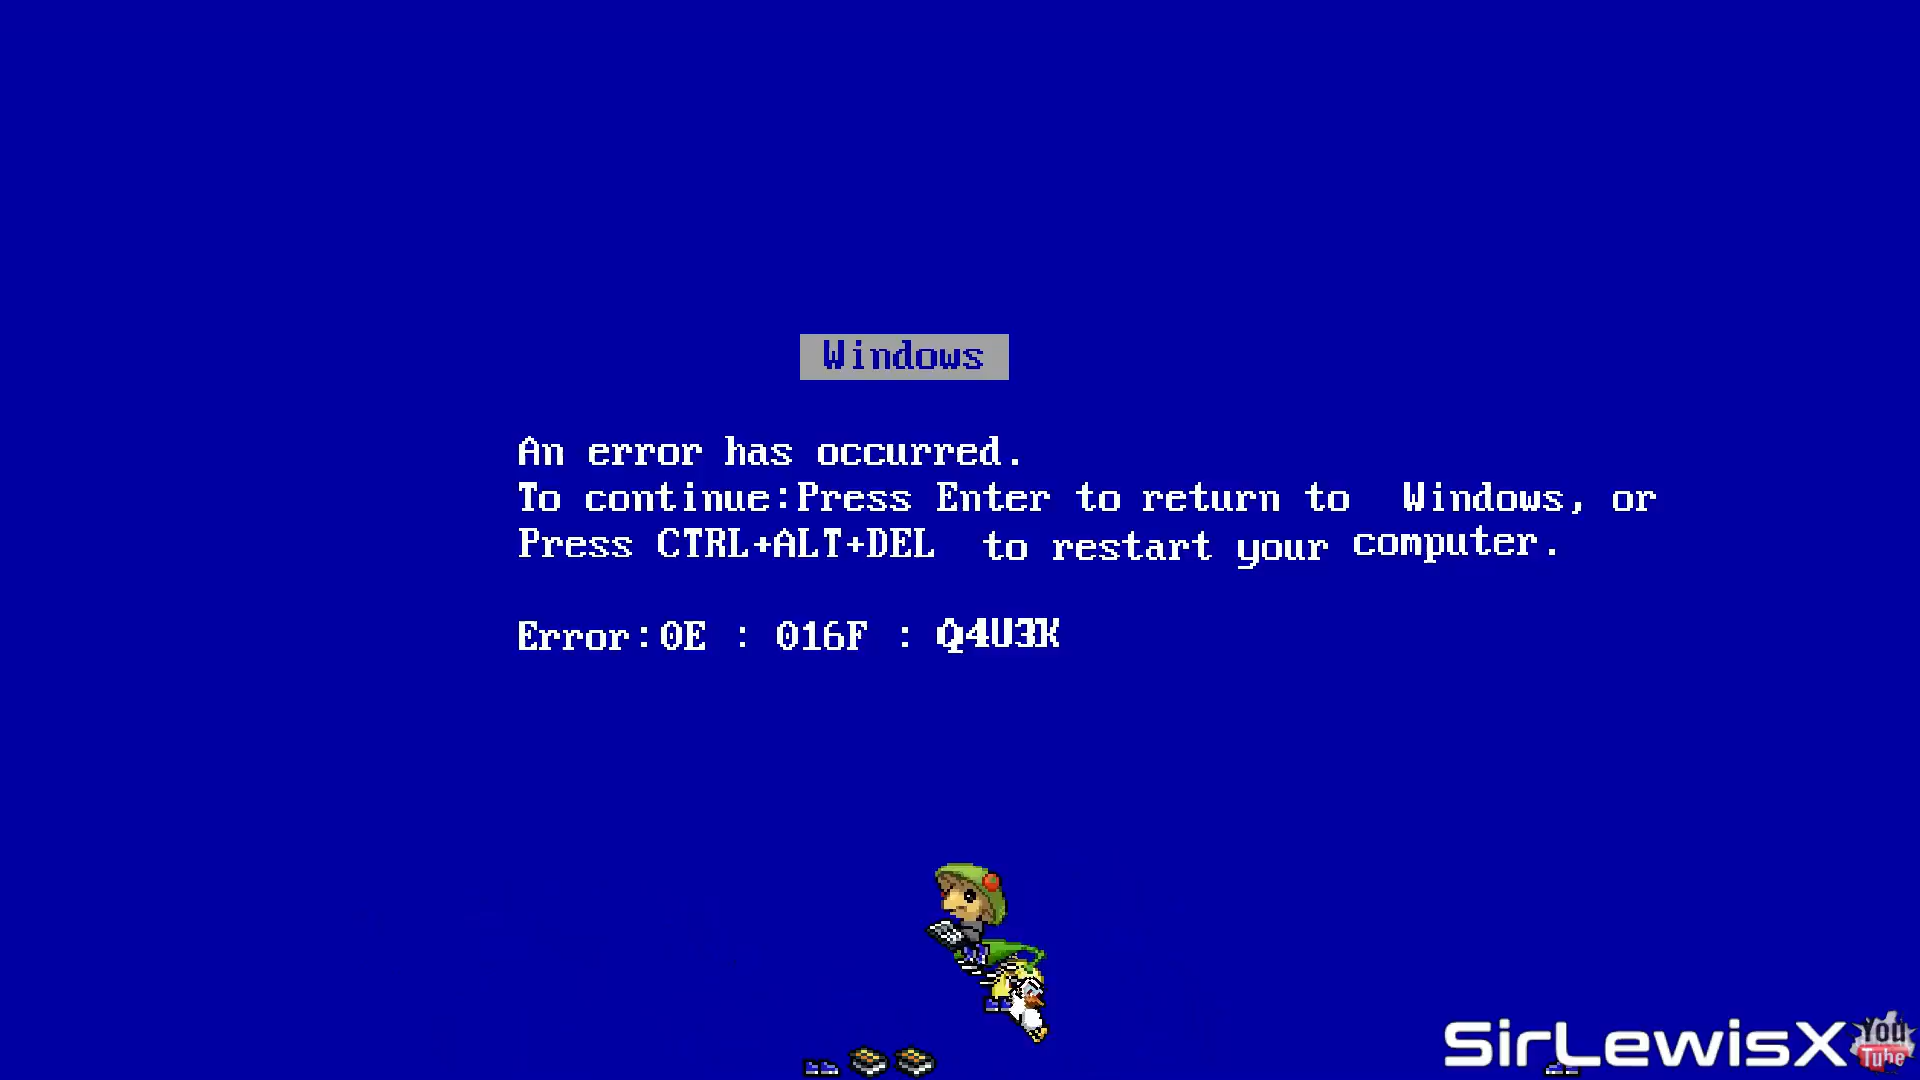 Windows
An error has occurred.
To continue:Press Enter to return to Windows, or
Press CTRL+ALT+DEL to restart your computer.
Error:0E : 016F : Q4U3K
SirLewisX You
Tube